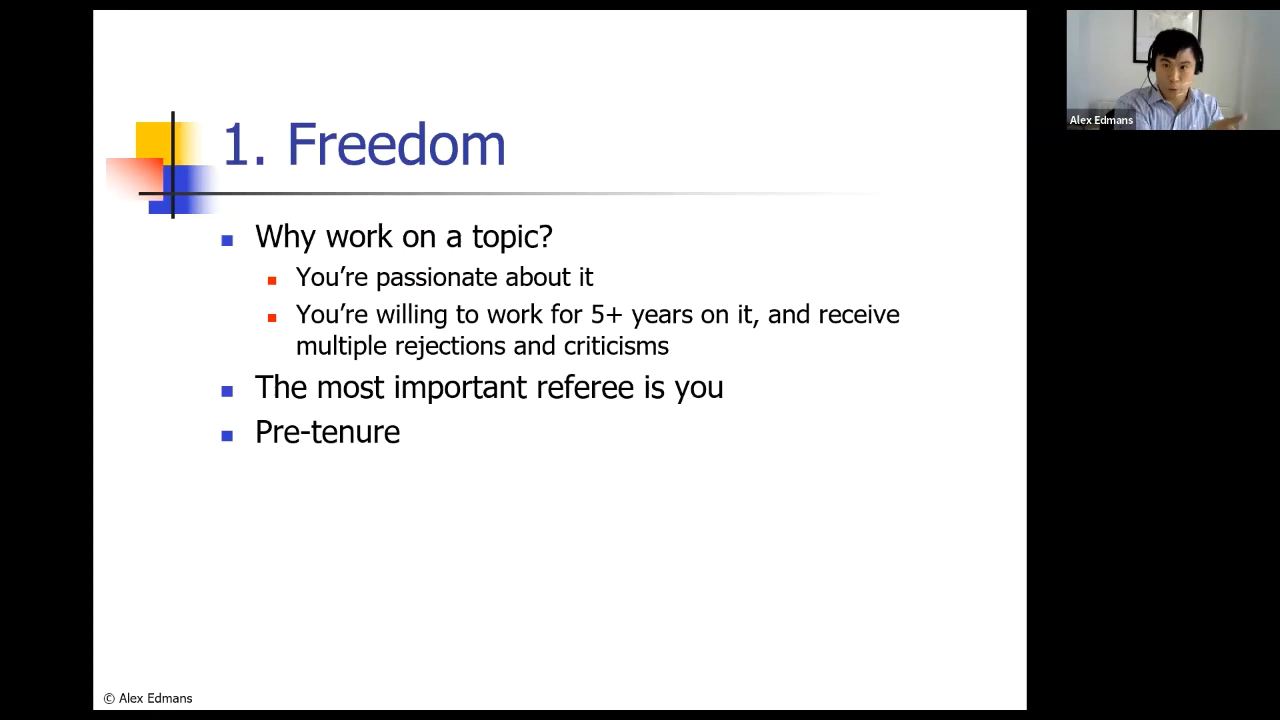 1. Freedom
Why work on a topic?
You're passionate about it
You're willing to work for 5+ years on it, and receive
multiple rejections and criticisms
The most important referee is you
Pre-tenure
© Alex Edmans
Alex Edmans